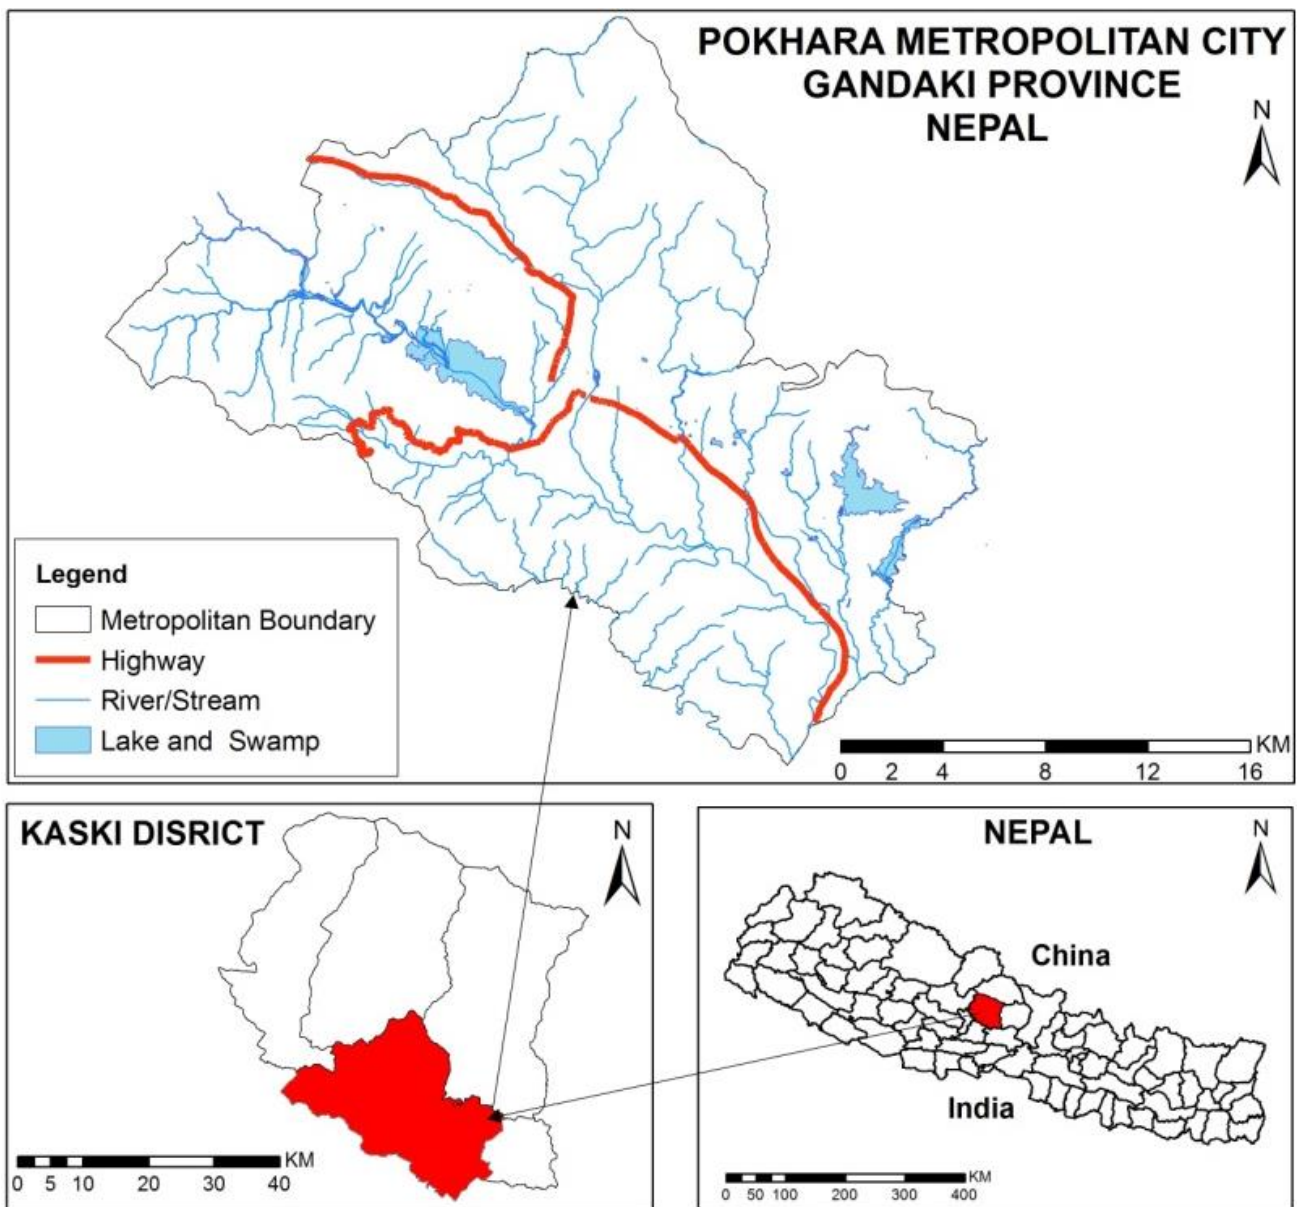 POKHARA METROPOLITAN CITY
GANDAKI PROVINCE
NEPAL
N
Legend
Metropolitan Boundary
Highway
River/Stream
Lake and Swamp
KM
0 2 4 8 12 16
KASKI DISRICT
N
KM
0 5 10 20 30 40
NEPAL
N
China
India
KM
0 50 100 200 300 400